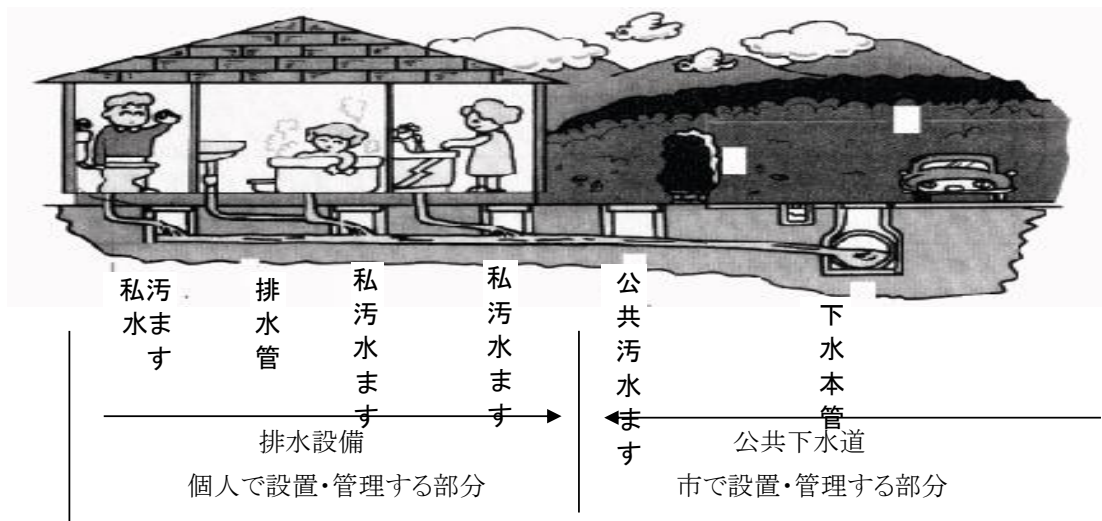 私汚水ます
排水管
私汚水ます
私汚水ます
公共汚水ます
下水本管
排水設備
公共下水道
個人で設置・管理する部分
市で設置・管理する部分